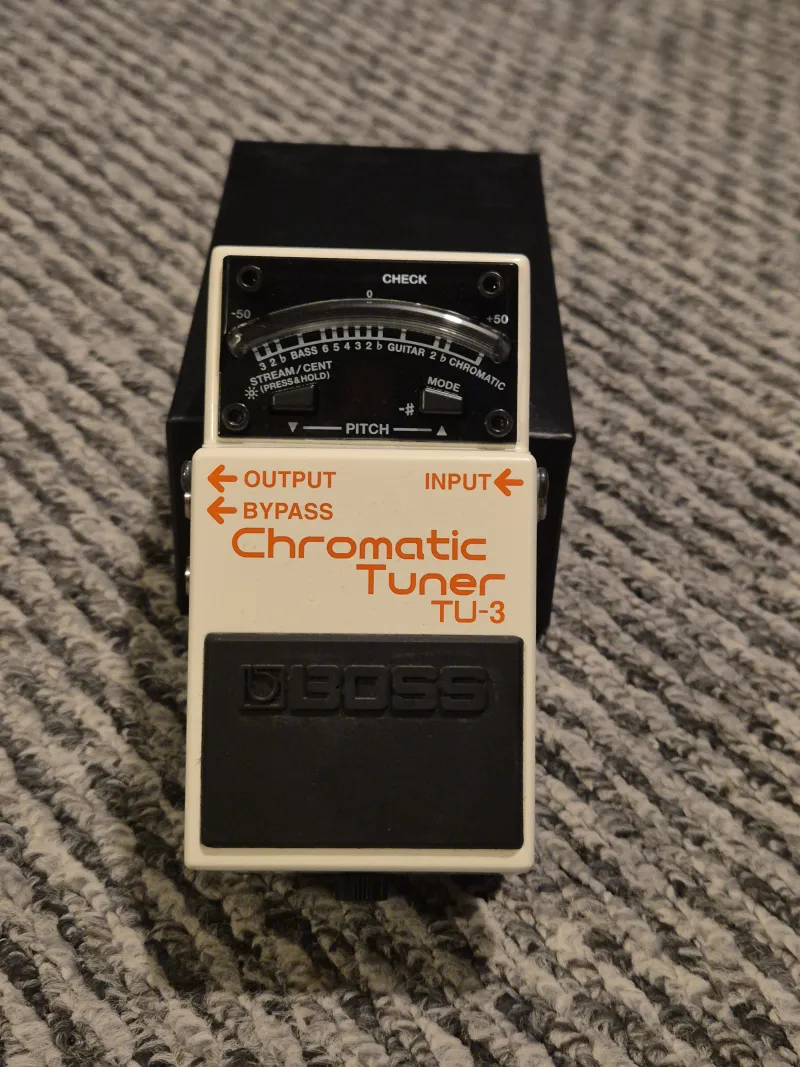 CHECK
0
-50 +50
3 2 ♭ BASS 6 5 4 3 2 ♭ GUITAR 2 ♭ CHROMATIC
STREAM/CENT
(PRESS&HOLD)
MODE
-#
▼ PITCH ▲
OUTPUT INPUT
BYPASS
Chromatic
Tuner
TU-3
BOSS